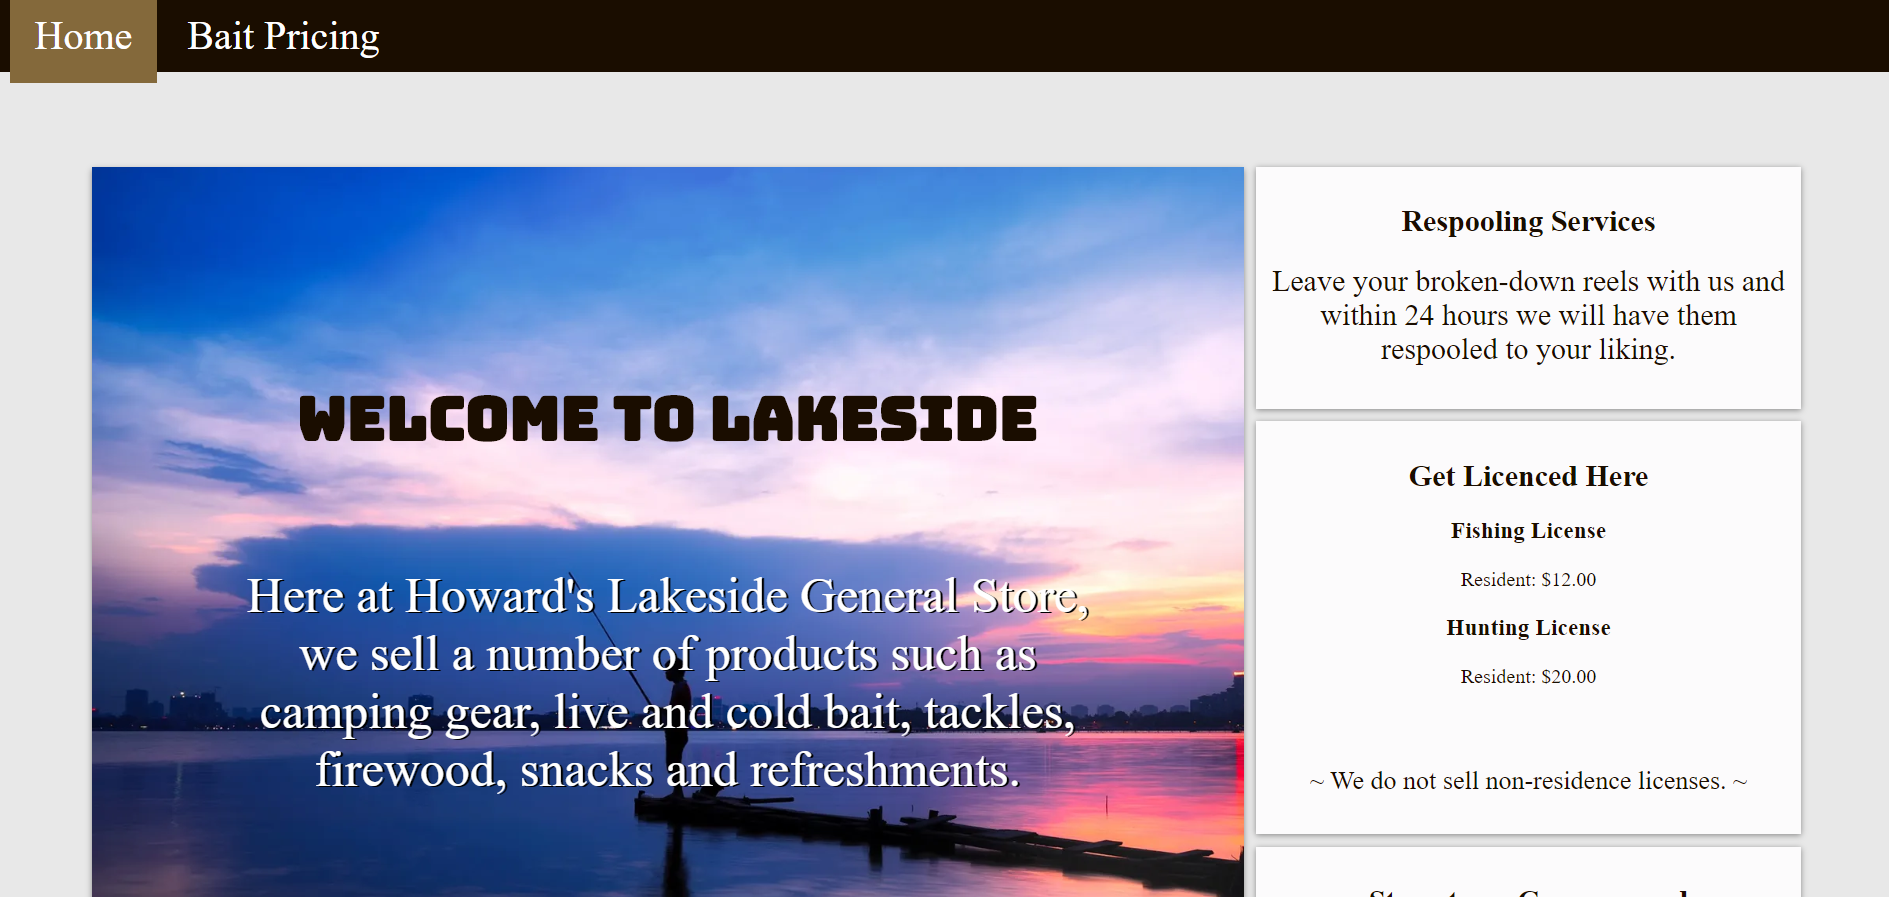 Home
Bait Pricing
WELCOME TO LAKESIDE
Here at Howard's Lakeside General Store,
we sell a number of products such as
camping gear, live and cold bait, tackles,
firewood, snacks and refreshments.
Respooling Services
Leave your broken-down reels with us and
within 24 hours we will have them
respooled to your liking.
Get Licenced Here
Fishing License
Resident: $12.00
Hunting License
Resident: $20.00
~ We do not sell non-residence licenses. ~